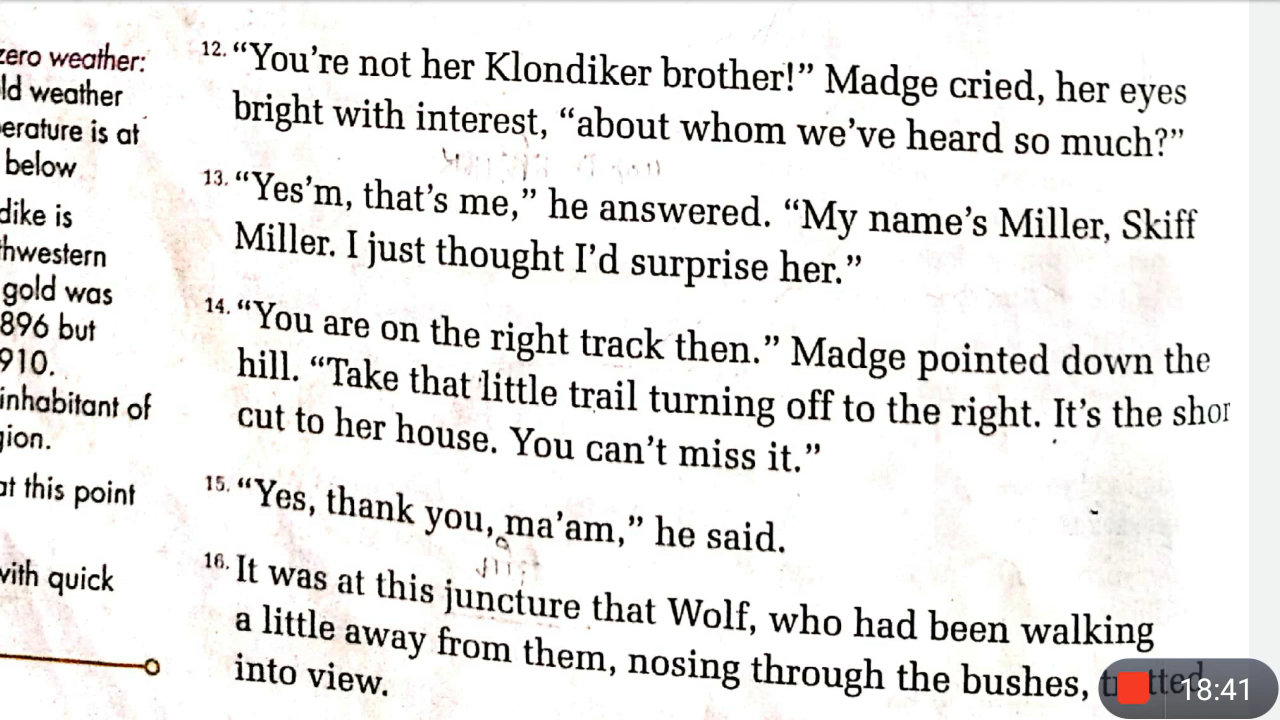 zero weather:
ld weather
erature is at
below
dike is
hwestern
gold was
896 but
910.
inhabitant of
gion.
at this point
vith quick
12. “You’re not her Klondiker brother!” Madge cried, her eyes
bright with interest, “about whom we’ve heard so much?”
13. “Yes’m, that’s me,” he answered. “My name’s Miller, Skiff
Miller. I just thought I’d surprise her.”
14. “You are on the right track then.” Madge pointed down the
hill. “Take that little trail turning off to the right. It’s the shor
cut to her house. You can’t miss it.”
15. “Yes, thank you, ma’am,” he said.
16. It was at this juncture that Wolf, who had been walking
a little away from them, nosing through the bushes,
into view.
18:41